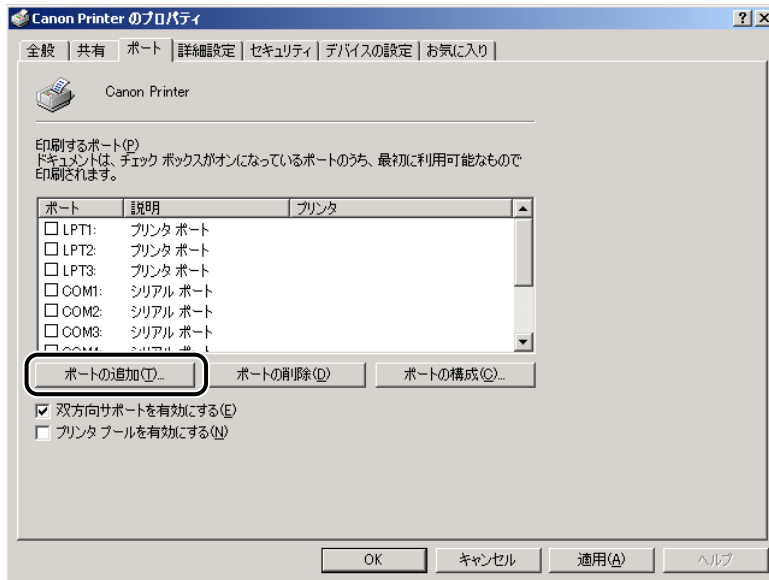 Canon Printer のプロパティ
全般 共有 ポート 詳細設定 セキュリティ デバイスの設定 お気に入り
Canon Printer
印刷するポート(P)
ドキュメントは、チェック ボックスがオンになっているポートのうち、最初に利用可能なもので
印刷されます。
ポート 説明 プリンタ
LPT1: プリンタ ポート
LPT2: プリンタ ポート
LPT3: プリンタ ポート
COM1: シリアル ポート
COM2: シリアル ポート
COM3: シリアル ポート
ポートの追加(T)... ポートの削除(D) ポートの構成(C)...
双方向サポートを有効にする(E)
プリンタ プールを有効にする(N)
OK キャンセル 適用(A) ヘルプ